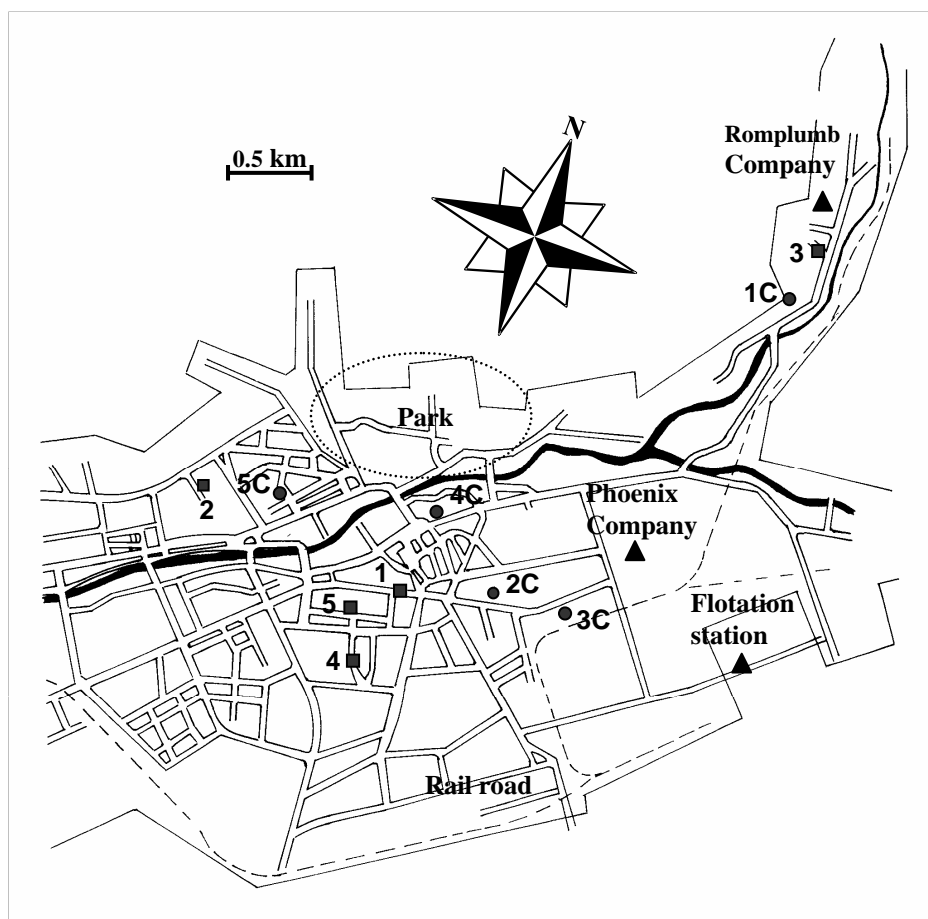 N
Romplumb
Company
0.5 km
3
1C
Park
5C
2
4C
Phoenix
Company
1
2C
5
3C
Flotation
station
4
Rail road